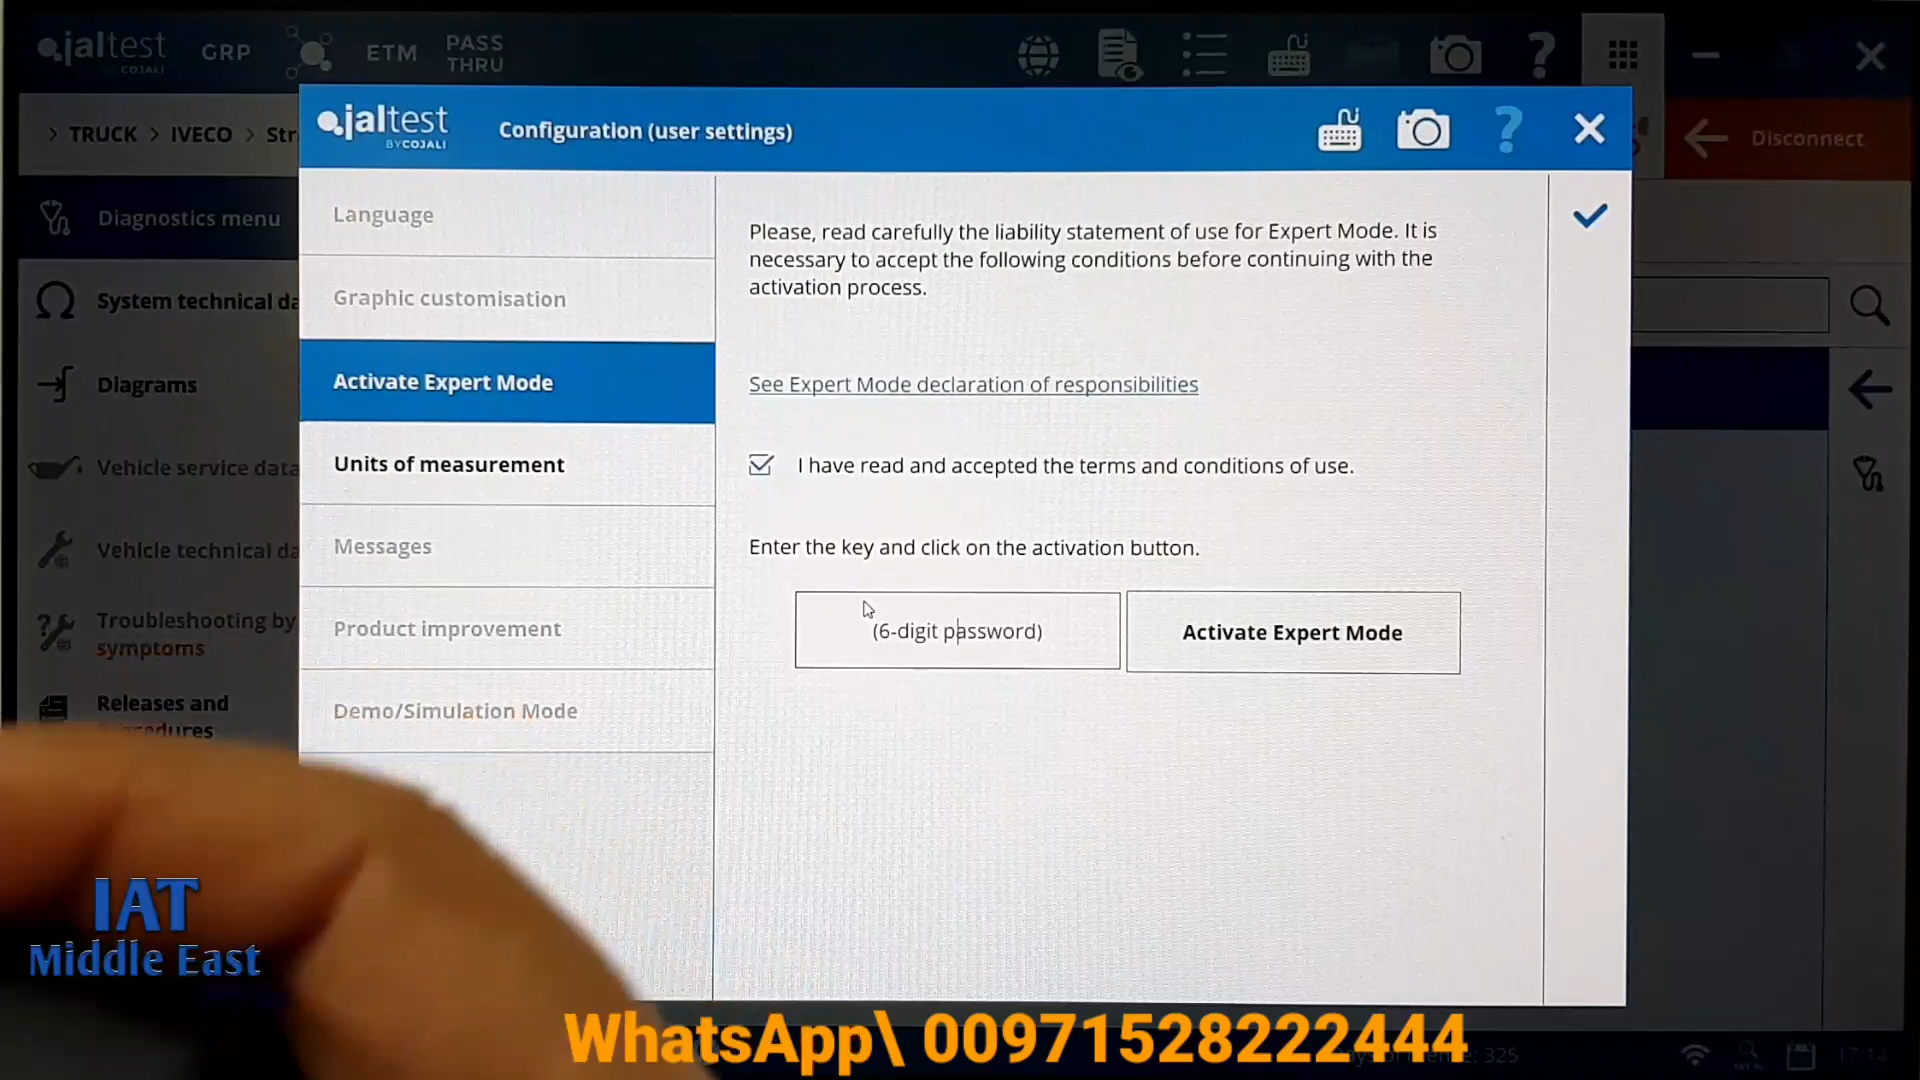 jaltest
BY COJALI
GRP
ETM
PASS
THRU
> TRUCK > IVECO > Str
Disconnect
Diagnostics menu
System technical da
Diagrams
Vehicle service data
Vehicle technical da
Troubleshooting by
symptoms
Releases and
jaltest
BY COJALI
Configuration (user settings)
Language
Graphic customisation
Activate Expert Mode
Units of measurement
Messages
Product improvement
Demo/Simulation Mode
Please, read carefully the liability statement of use for Expert Mode. It is
necessary to accept the following conditions before continuing with the
activation process.
See Expert Mode declaration of responsibilities
I have read and accepted the terms and conditions of use.
Enter the key and click on the activation button.
(6-digit password)
Activate Expert Mode
IAT
Middle East
WhatsApp\ 00971528222444
: 325
17:14